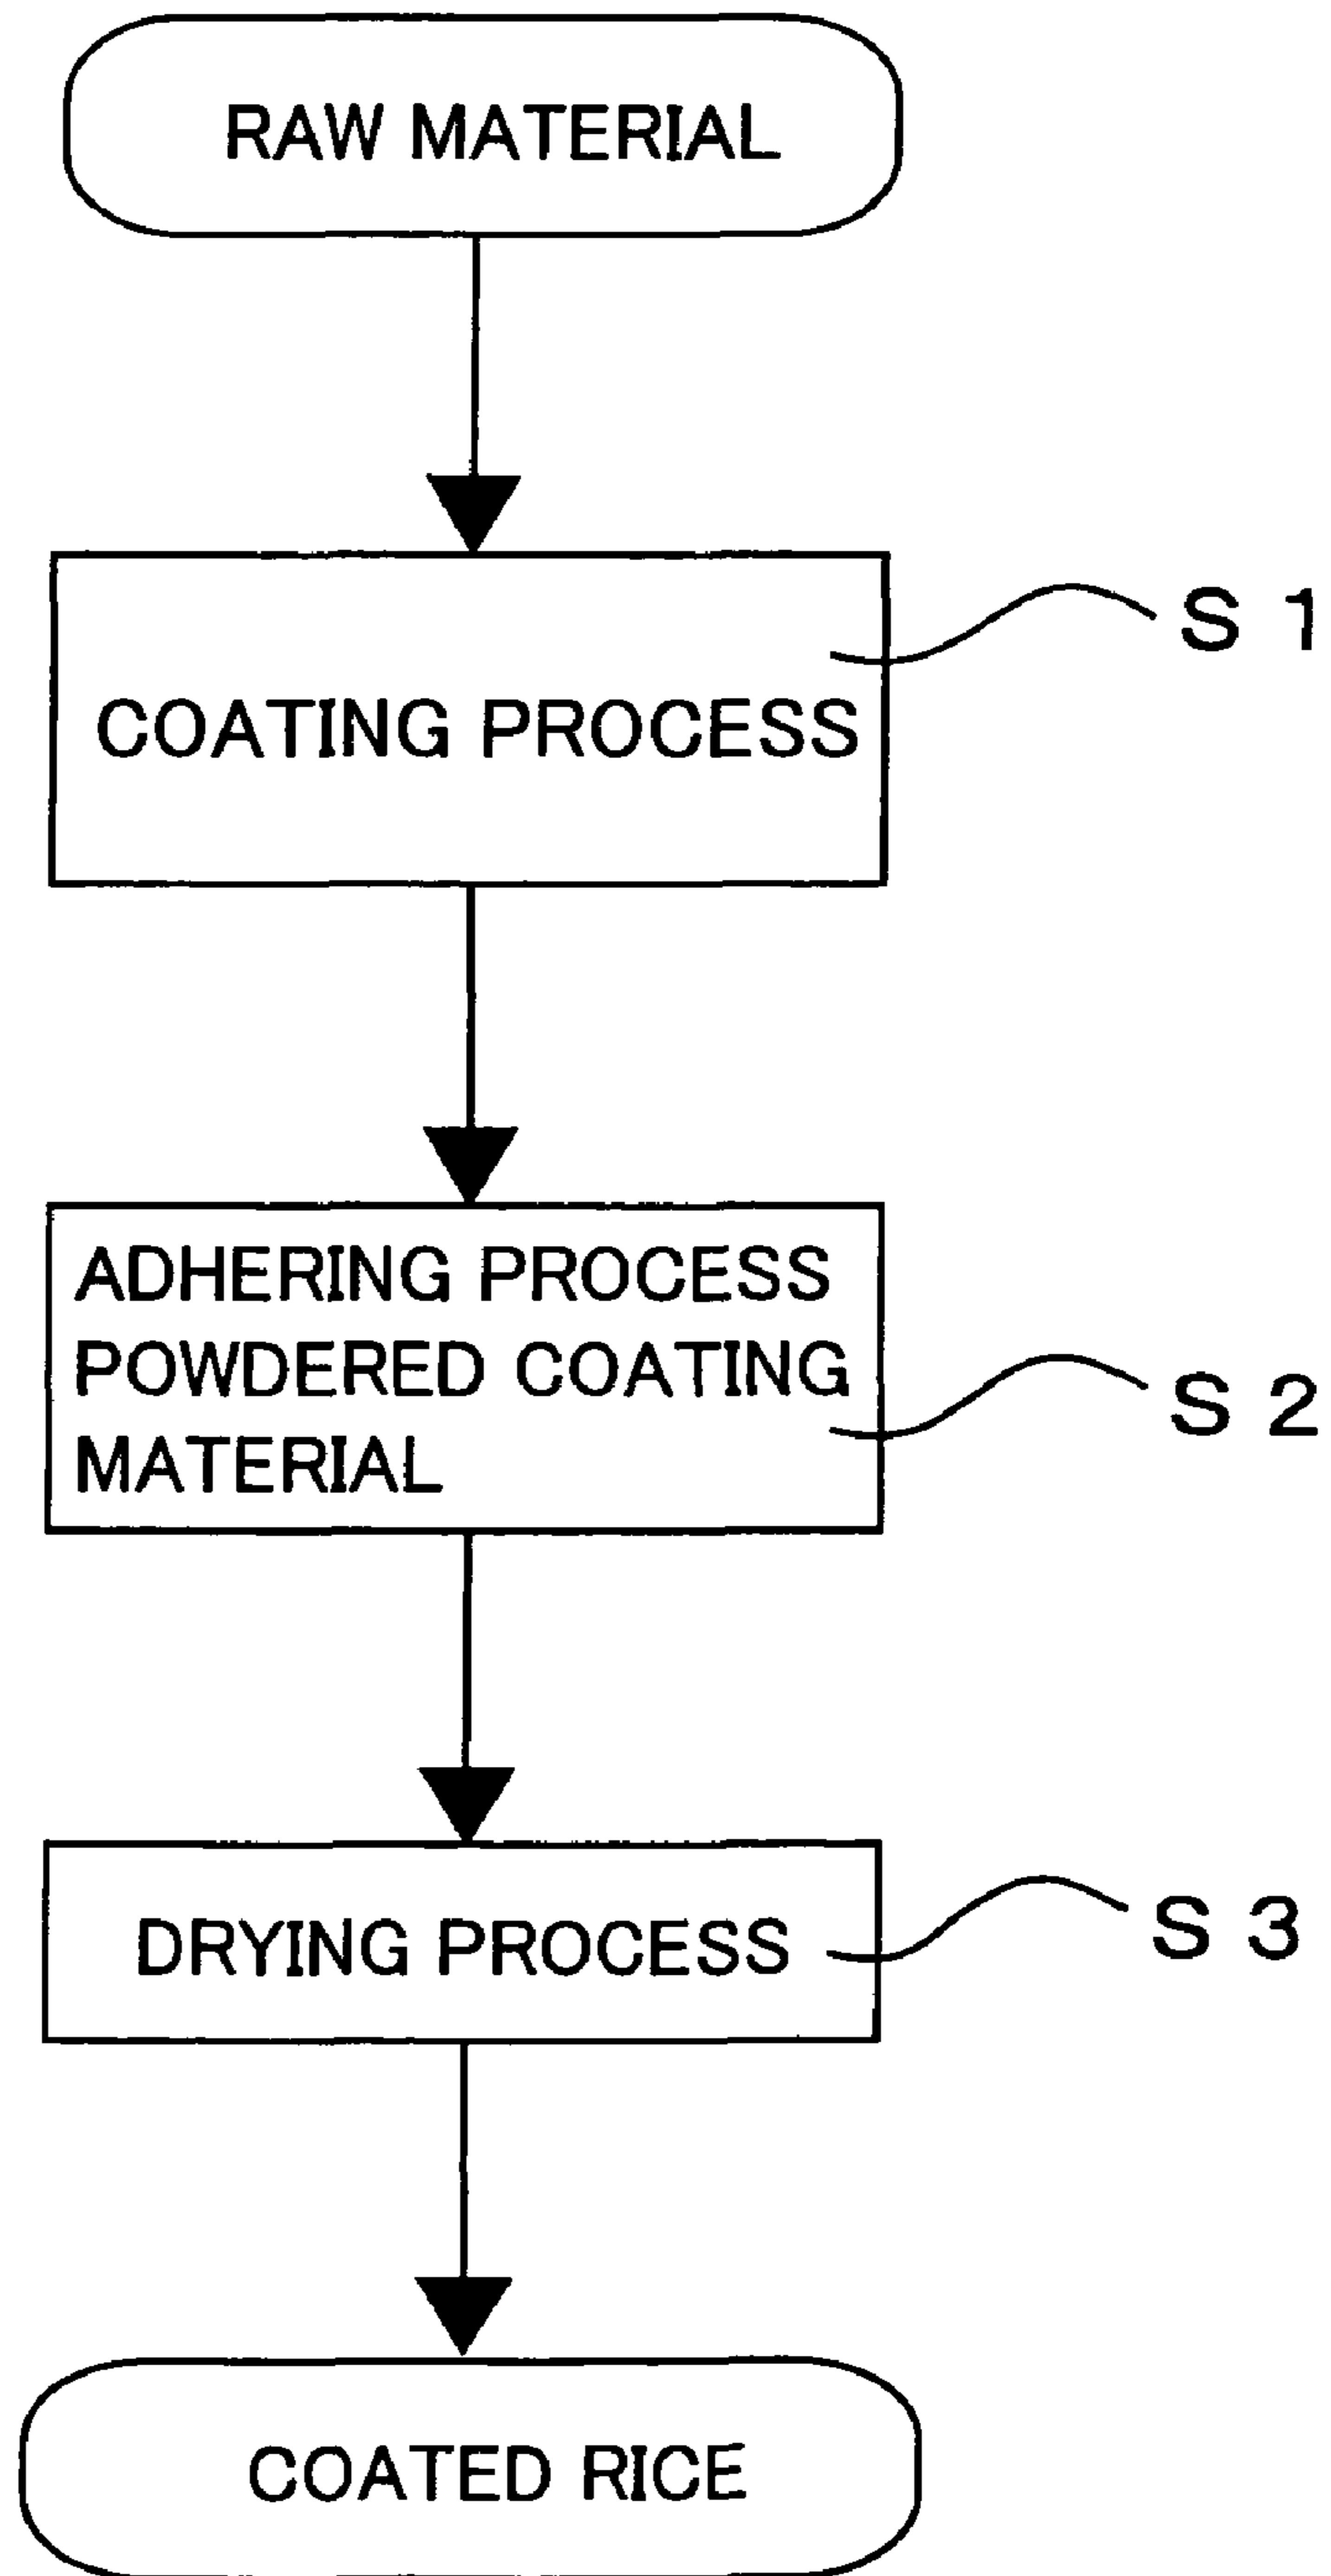 RAW MATERIAL
COATING PROCESS
S 1
ADHERING PROCESS
POWDERED COATING
MATERIAL
S 2
DRYING PROCESS
S 3
COATED RICE